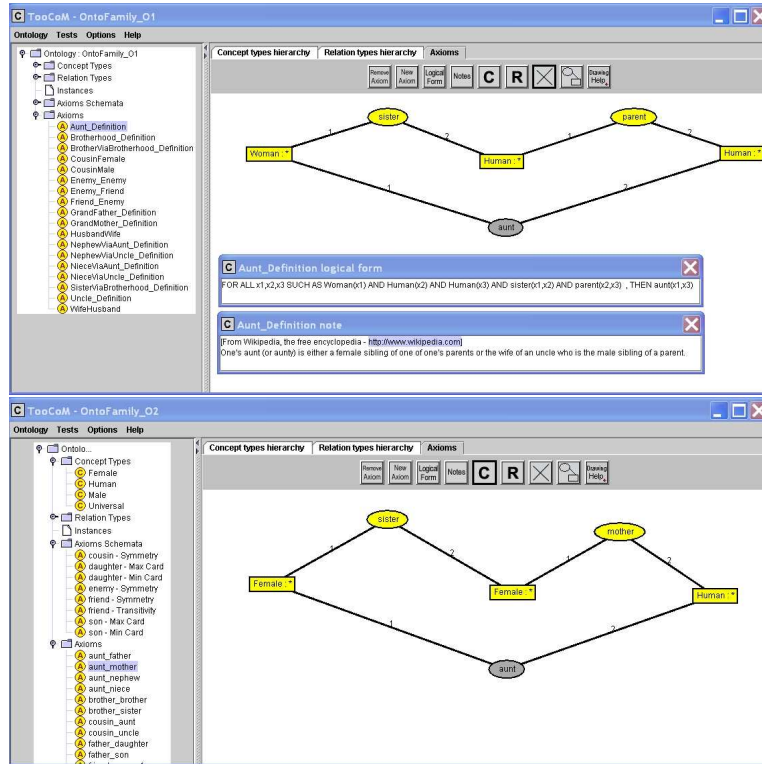 C TooCoM - OntoFamily_O1
Ontology Tests Options Help
Ontology : OntoFamily_O1
Concept Types
Relation Types
Instances
Axioms Schemata
Axioms
A Aunt_Definition
A Brotherhood_Definition
A BrotherViaBrotherhood_Definition
A CousinFemale
A CousinMale
A Enemy_Enemy
A Enemy_Friend
A Friend_Enemy
A GrandFather_Definition
A GrandMother_Definition
A HusbandWife
A NephewViaAunt_Definition
A NephewViaUncle_Definition
A NieceViaAunt_Definition
A NieceViaUncle_Definition
A SisterViaBrotherhood_Definition
A Uncle_Definition
A WifeHusband
Concept types hierarchy Relation types hierarchy Axioms
Remove Axiom New Axiom Logical Form Notes C R Drawing Help
sister parent
1 2 1 2
Woman : * Human : * Human : *
1 2
aunt
C Aunt_Definition logical form
FOR ALL x1,x2,x3 SUCH AS Woman(x1) AND Human(x2) AND Human(x3) AND sister(x1,x2) AND parent(x2,x3) , THEN aunt(x1,x3)
C Aunt_Definition note
[From Wikipedia, the free encyclopedia - http://www.wikipedia.com]
One's aunt (or aunty) is either a female sibling of one of one's parents or the wife of an uncle who is the male sibling of a parent.
C TooCoM - OntoFamily_O2
Ontology Tests Options Help
Ontolo...
Concept Types
C Female
C Human
C Male
C Universal
Relation Types
Instances
Axioms Schemata
A cousin - Symmetry
A daughter - Max Card
A daughter - Min Card
A enemy - Symmetry
A friend - Symmetry
A friend - Transitivity
A son - Max Card
A son - Min Card
Axioms
A aunt_father
A aunt_mother
A aunt_nephew
A aunt_niece
A brother_brother
A brother_sister
A cousin_aunt
A cousin_uncle
A father_daughter
A father_son
Concept types hierarchy Relation types hierarchy Axioms
Remove Axiom New Axiom Logical Form Notes C R Drawing Help
sister mother
1 2 1 2
Female : * Female : * Human : *
1 2
aunt